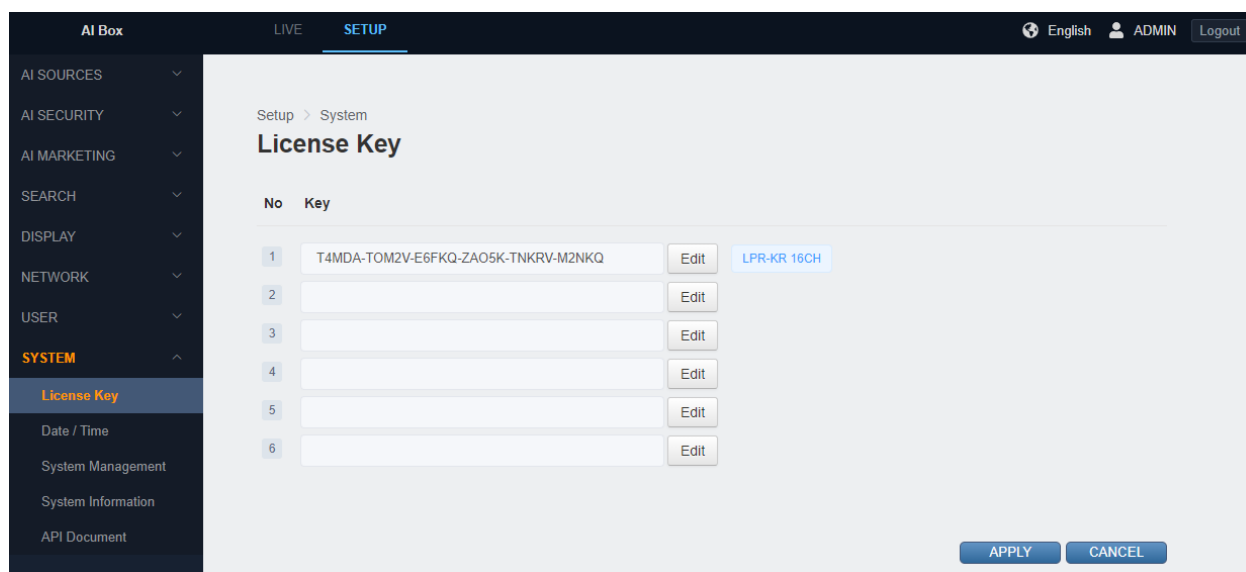 AI Box LIVE SETUP English ADMIN Logout
AI SOURCES
AI SECURITY
AI MARKETING
SEARCH
DISPLAY
NETWORK
USER
SYSTEM
License Key
Date / Time
System Management
System Information
API Document
Setup > System
License Key
No Key
1 T4MDA-TOM2V-E6FKQ-ZAO5K-TNKRV-M2NKQ Edit LPR-KR 16CH
2 Edit
3 Edit
4 Edit
5 Edit
6 Edit
APPLY CANCEL